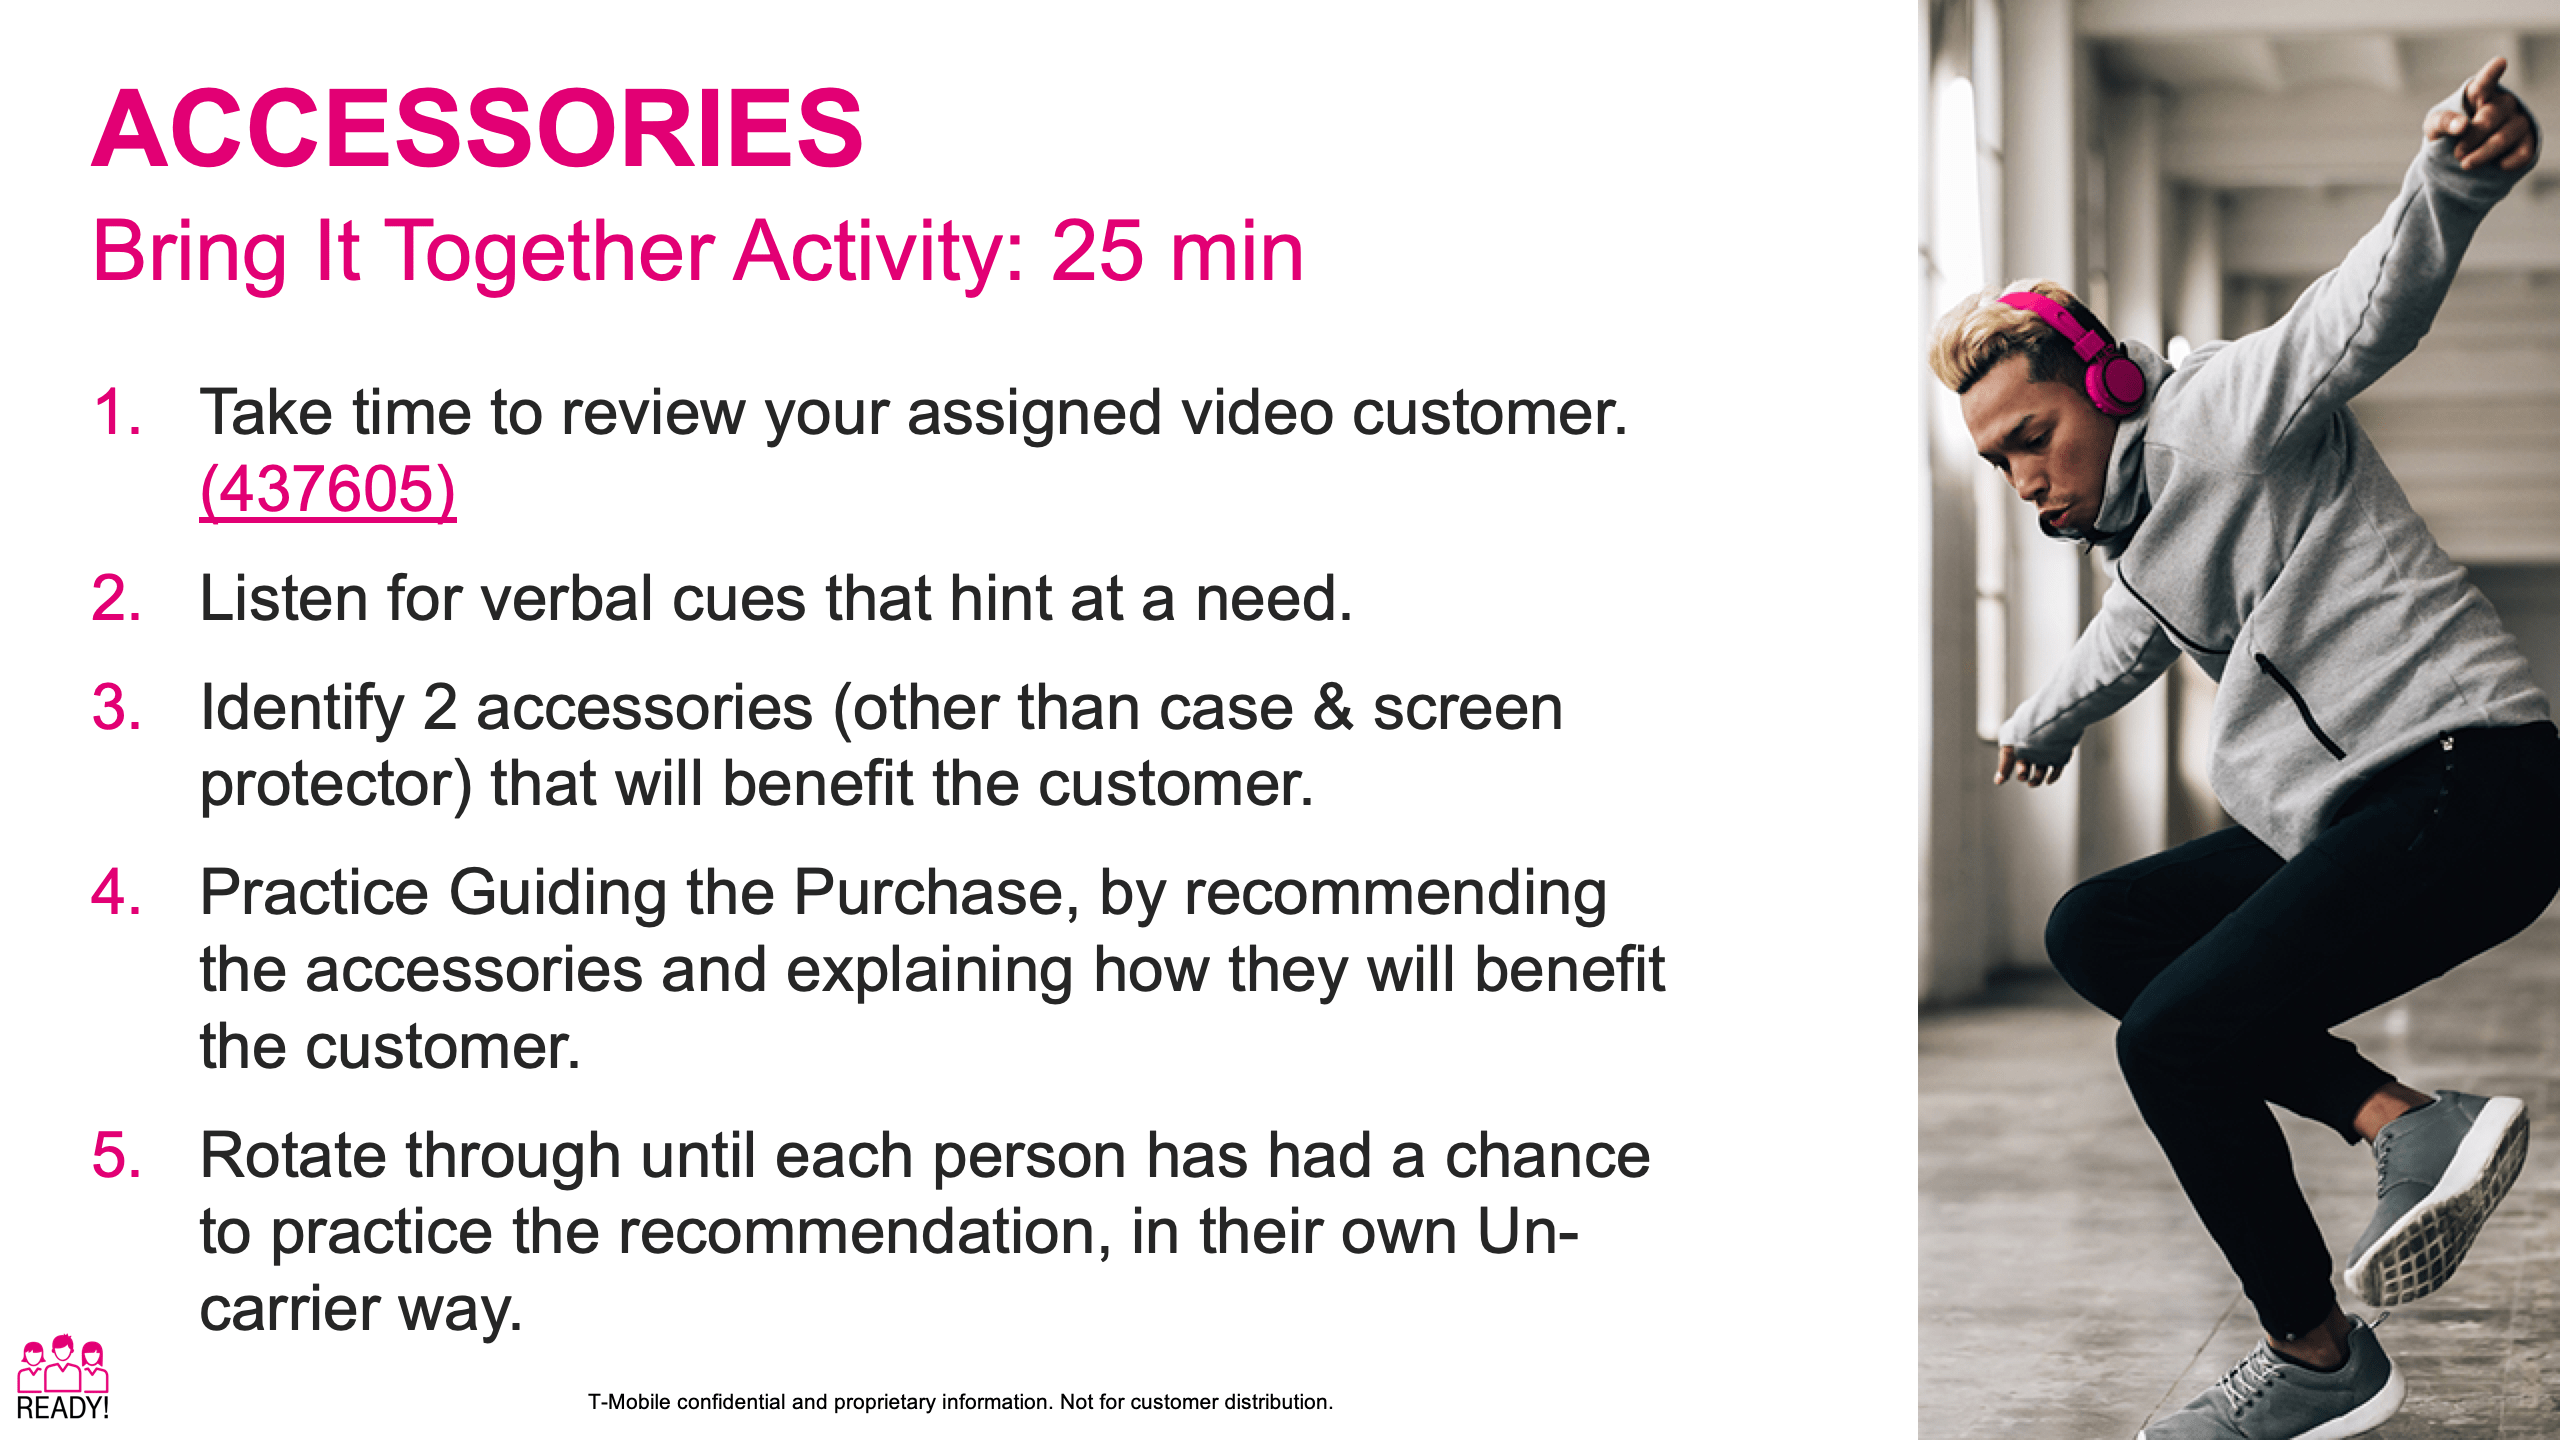 ACCESSORIES
Bring It Together Activity: 25 min
1. Take time to review your assigned video customer.
(437605)
2. Listen for verbal cues that hint at a need.
3. Identify 2 accessories (other than case & screen
protector) that will benefit the customer.
4. Practice Guiding the Purchase, by recommending
the accessories and explaining how they will benefit
the customer.
5. Rotate through until each person has had a chance
to practice the recommendation, in their own Un-
carrier way.
READY!
T-Mobile confidential and proprietary information. Not for customer distribution.